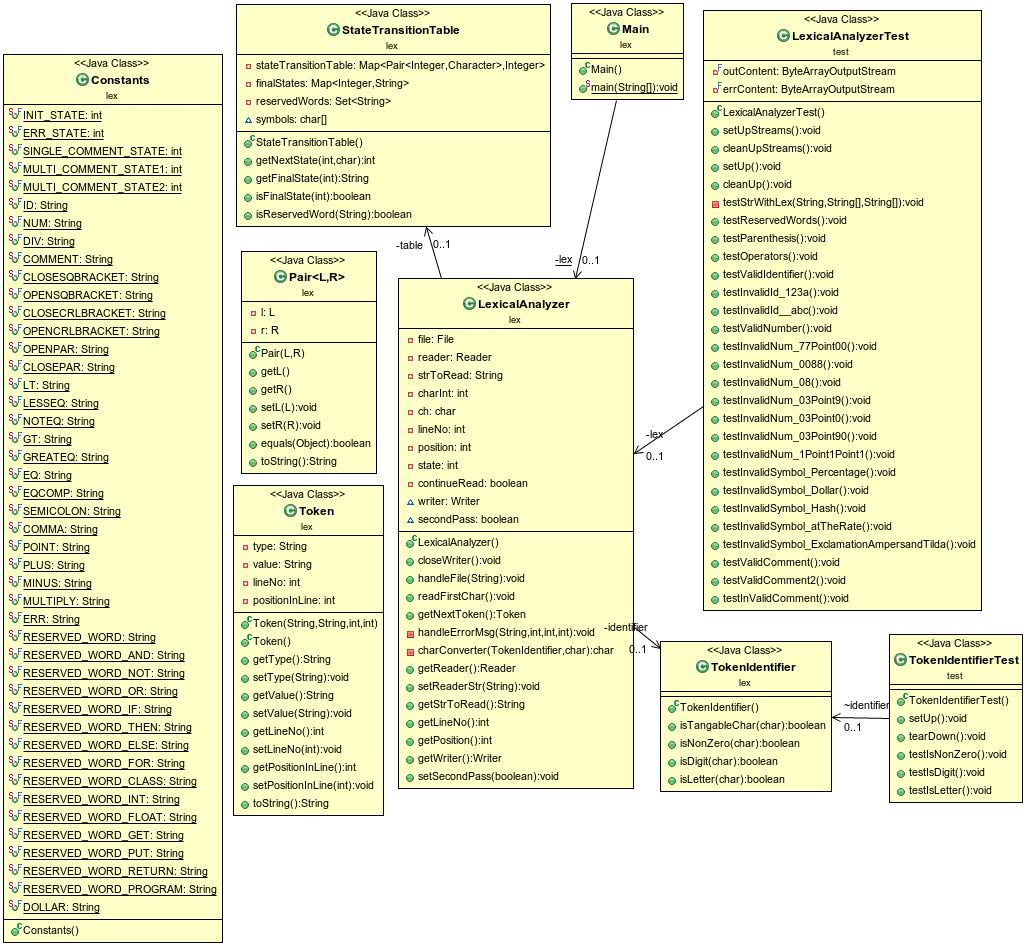 <<Java Class>>
Constants
lex
INIT_STATE: int
ERR_STATE: int
SINGLE_COMMENT_STATE: int
MULTI_COMMENT_STATE1: int
MULTI_COMMENT_STATE2: int
ID: String
NUM: String
DIV: String
COMMENT: String
CLOSESQBRACKET: String
OPENSQBRACKET: String
CLOSECRLBRACKET: String
OPENCRLBRACKET: String
OPENPAR: String
CLOSEPAR: String
LT: String
LESSEQ: String
NOTEQ: String
GT: String
GREATEQ: String
EQ: String
EQCOMP: String
SEMICOLON: String
COMMA: String
POINT: String
PLUS: String
MINUS: String
MULTIPLY: String
ERR: String
RESERVED_WORD: String
RESERVED_WORD_AND: String
RESERVED_WORD_NOT: String
RESERVED_WORD_OR: String
RESERVED_WORD_IF: String
RESERVED_WORD_THEN: String
RESERVED_WORD_ELSE: String
RESERVED_WORD_FOR: String
RESERVED_WORD_CLASS: String
RESERVED_WORD_INT: String
RESERVED_WORD_FLOAT: String
RESERVED_WORD_GET: String
RESERVED_WORD_PUT: String
RESERVED_WORD_RETURN: String
RESERVED_WORD_PROGRAM: String
DOLLAR: String
Constants()
<<Java Class>>
StateTransitionTable
lex
stateTransitionTable: Map<Pair<Integer,Character>,Integer>
finalStates: Map<Integer,String>
reservedWords: Set<String>
symbols: char[]
StateTransitionTable()
getNextState(int,char):int
getFinalState(int):String
isFinalState(int):boolean
isReservedWord(String):boolean
-table 0..1
<<Java Class>>
Pair<L,R>
lex
l: L
r: R
Pair(L,R)
getL()
getR()
setL(L):void
setR(R):void
equals(Object):boolean
toString():String
<<Java Class>>
Token
lex
type: String
value: String
lineNo: int
positionInLine: int
Token(String,String,int,int)
Token()
getType():String
setType(String):void
getValue():String
setValue(String):void
getLineNo():int
setLineNo(int):void
getPositionInLine():int
setPositionInLine(int):void
toString():String
<<Java Class>>
Main
lex
Main()
main(String[]):void
-lex 0..1
<<Java Class>>
LexicalAnalyzer
lex
file: File
reader: Reader
strToRead: String
charInt: int
ch: char
lineNo: int
position: int
state: int
continueRead: boolean
writer: Writer
secondPass: boolean
LexicalAnalyzer()
closeWriter():void
handleFile(String):void
readFirstChar():void
getNextToken():Token
handleErrorMsg(String,int,int,int):void
charConverter(TokenIdentifier,char):char
getReader():Reader
setReaderStr(String):void
getStrToRead():String
getLineNo():int
getPosition():int
getWriter():Writer
setSecondPass(boolean):void
<<Java Class>>
LexicalAnalyzerTest
test
outContent: ByteArrayOutputStream
errContent: ByteArrayOutputStream
LexicalAnalyzerTest()
setUpStreams():void
cleanUpStreams():void
setUp():void
cleanUp():void
testStrWithLex(String,String[],String[]):void
testReservedWords():void
testParenthesis():void
testOperators():void
testValidIdentifier():void
testInvalidId_123a():void
testInvalidId__abc():void
testValidNumber():void
testInvalidNum_77Point00():void
testInvalidNum_0088():void
testInvalidNum_08():void
testInvalidNum_03Point9():void
testInvalidNum_03Point0():void
testInvalidNum_03Point90():void
testInvalidNum_1Point1Point1():void
testInvalidSymbol_Percentage():void
testInvalidSymbol_Dollar():void
testInvalidSymbol_Hash():void
testInvalidSymbol_atTheRate():void
testInvalidSymbol_ExclamationAmpersandTilda():void
testValidComment():void
testValidComment2():void
testInValidComment():void
-lex
0..1
-identifier
0..1
<<Java Class>>
TokenIdentifier
lex
TokenIdentifier()
isTangableChar(char):boolean
isNonZero(char):boolean
isDigit(char):boolean
isLetter(char):boolean
~identifier
0..1
<<Java Class>>
TokenIdentifierTest
test
TokenIdentifierTest()
setUp():void
tearDown():void
testIsNonZero():void
testIsDigit():void
testIsLetter():void